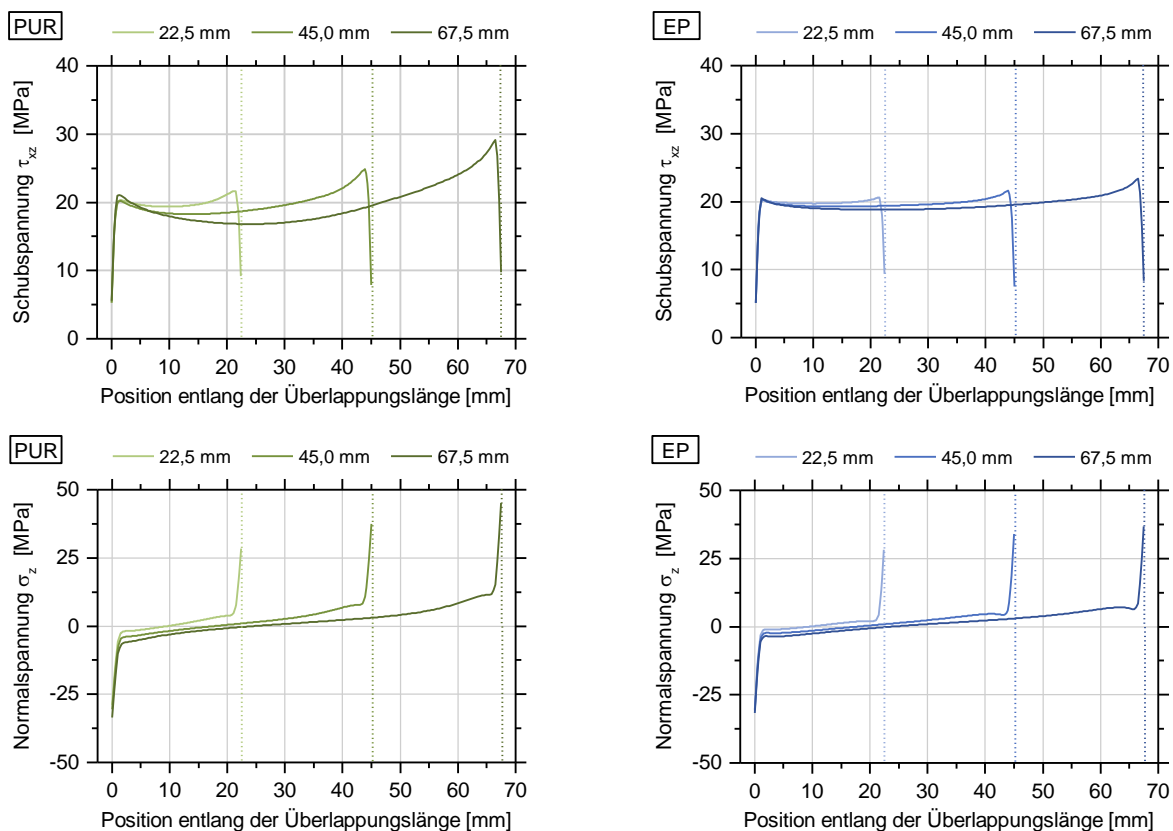 PUR
22,5 mm 45,0 mm 67,5 mm
40
30
20
10
0
Schubspannung τxz [MPa]
0 10 20 30 40 50 60 70
Position entlang der Überlappungslänge [mm]
EP
22,5 mm 45,0 mm 67,5 mm
40
30
20
10
0
Schubspannung τxz [MPa]
0 10 20 30 40 50 60 70
Position entlang der Überlappungslänge [mm]
PUR
22,5 mm 45,0 mm 67,5 mm
50
25
0
-25
-50
Normalspannung σz [MPa]
0 10 20 30 40 50 60 70
Position entlang der Überlappungslänge [mm]
EP
22,5 mm 45,0 mm 67,5 mm
50
25
0
-25
-50
Normalspannung σz [MPa]
0 10 20 30 40 50 60 70
Position entlang der Überlappungslänge [mm]